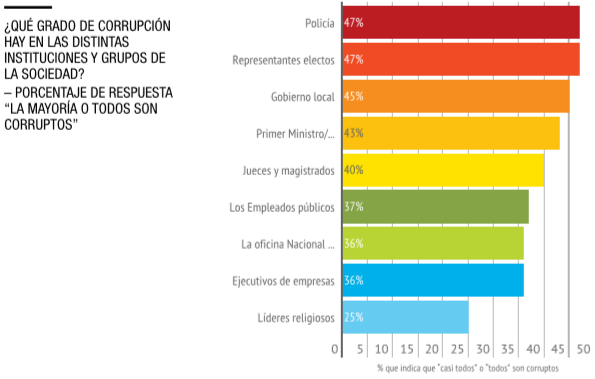 ¿QUÉ GRADO DE CORRUPCIÓN
HAY EN LAS DISTINTAS
INSTITUCIONES Y GRUPOS DE
LA SOCIEDAD?
– PORCENTAJE DE RESPUESTA
“LA MAYORÍA O TODOS SON
CORRUPTOS”
Policía 47%
Representantes electos 47%
Gobierno local 45%
Primer Ministro/... 43%
Jueces y magistrados 40%
Los Empleados públicos 37%
La oficina Nacional ... 36%
Ejecutivos de empresas 36%
Líderes religiosos 25%
0 5 10 15 20 25 30 35 40 45 50
% que indica que "casi todos" o "todos" son corruptos